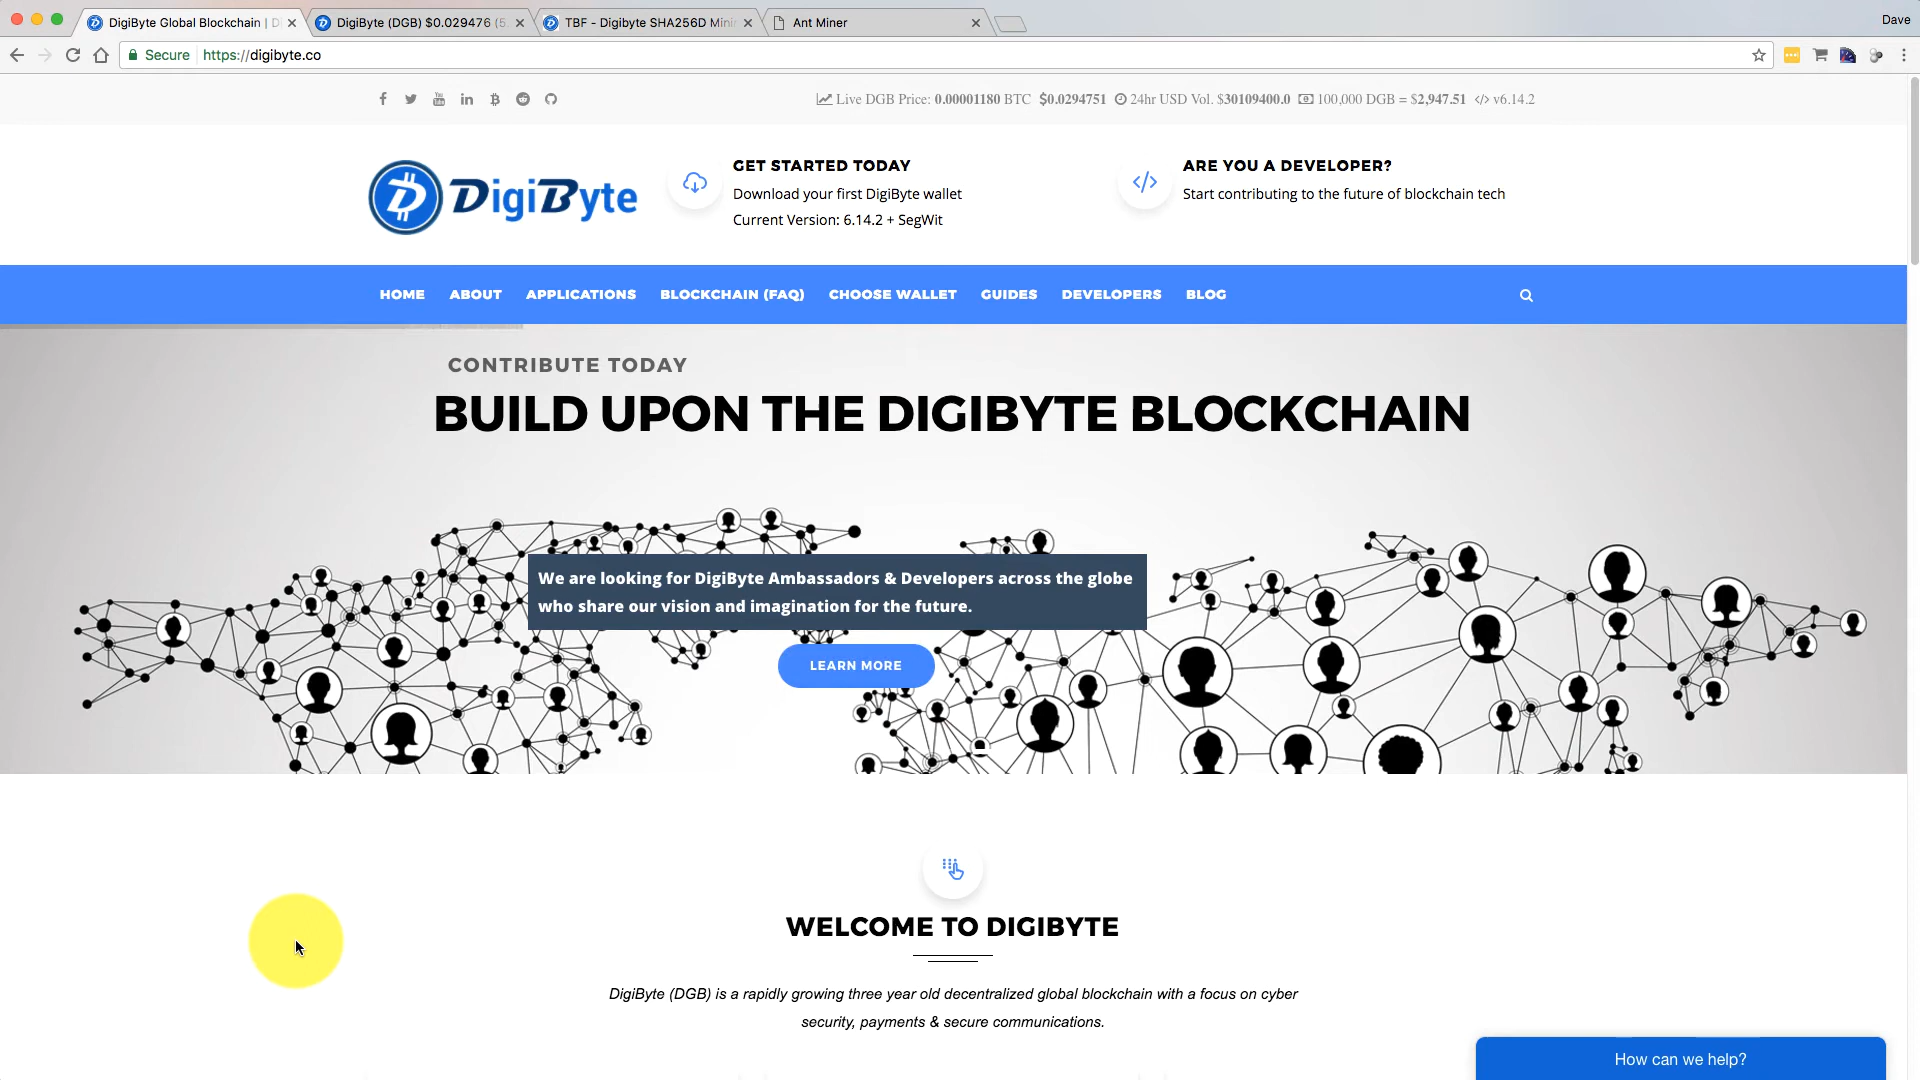 DigiByte Global Blockchain | D
DigiByte (DGB) $0.029476 (5
TBF - Digibyte SHA256D Mini
Ant Miner
Dave
Secure
https://digibyte.co
Live DGB Price: 0.00001180 BTC $0.0294751 24hr USD Vol. $30109400.0 100,000 DGB = $2,947.51 v6.14.2
DigiByte
GET STARTED TODAY
Download your first DigiByte wallet
Current Version: 6.14.2 + SegWit
ARE YOU A DEVELOPER?
Start contributing to the future of blockchain tech
HOME ABOUT APPLICATIONS BLOCKCHAIN (FAQ) CHOOSE WALLET GUIDES DEVELOPERS BLOG
CONTRIBUTE TODAY
BUILD UPON THE DIGIBYTE BLOCKCHAIN
We are looking for DigiByte Ambassadors & Developers across the globe
who share our vision and imagination for the future.
LEARN MORE
WELCOME TO DIGIBYTE
DigiByte (DGB) is a rapidly growing three year old decentralized global blockchain with a focus on cyber
security, payments & secure communications.
How can we help?